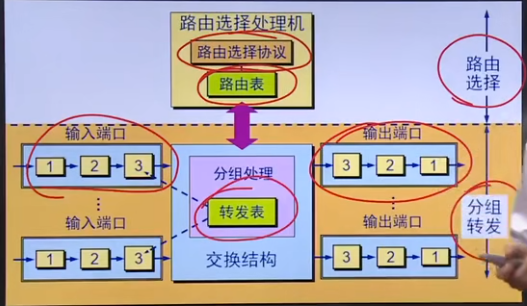 路由选择处理机
路由选择协议
路由表
路由
选择
输入端口
1 2 3
输出端口
3 2 1
分组处理
转发表
输入端口
1 2 3
输出端口
3 2 1
交换结构
分组
转发